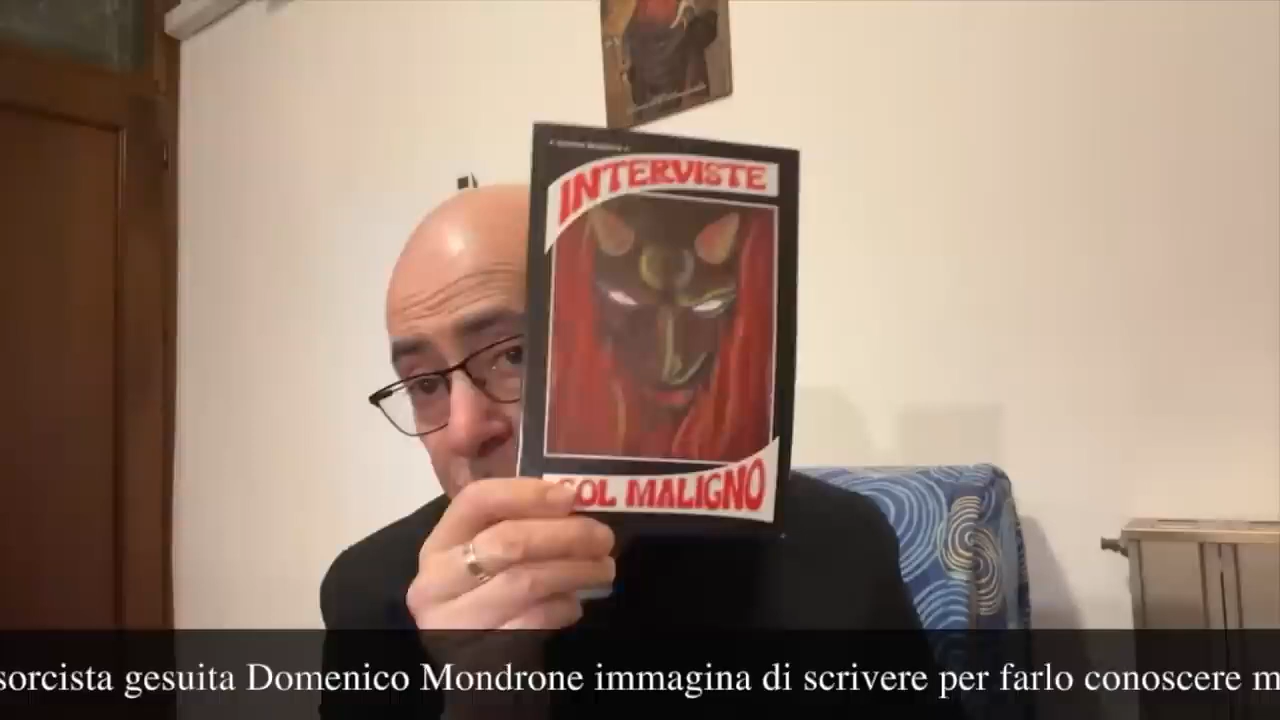 INTERVISTE
COL MALIGNO
sorcista gesuita Domenico Mondrone immagina di scrivere per farlo conoscere m